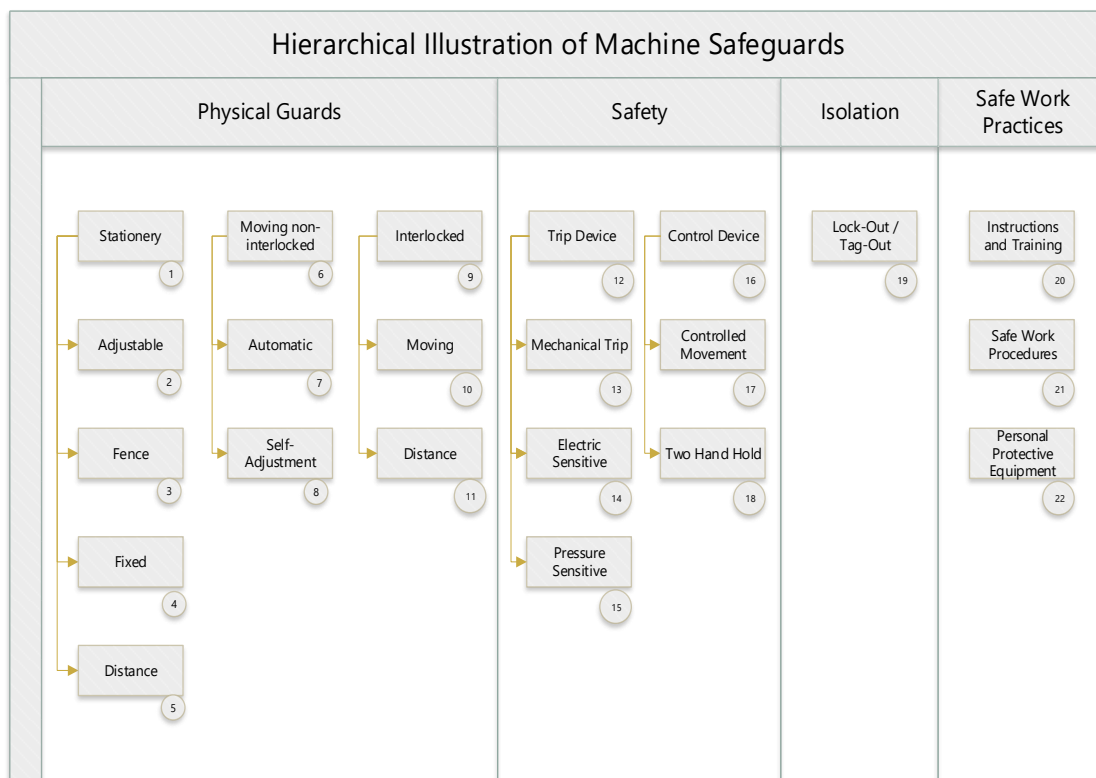 Hierarchical Illustration of Machine Safeguards
Physical Guards
Safety
Isolation
Safe Work
Practices
Stationery
1
Adjustable
2
Fence
3
Fixed
4
Distance
5
Moving non-
interlocked
6
Automatic
7
Self-
Adjustment
8
Interlocked
9
Moving
10
Distance
11
Trip Device
12
Mechanical Trip
13
Electric
Sensitive
14
Pressure
Sensitive
15
Control Device
16
Controlled
Movement
17
Two Hand Hold
18
Lock-Out /
Tag-Out
19
Instructions
and Training
20
Safe Work
Procedures
21
Personal
Protective
Equipment
22